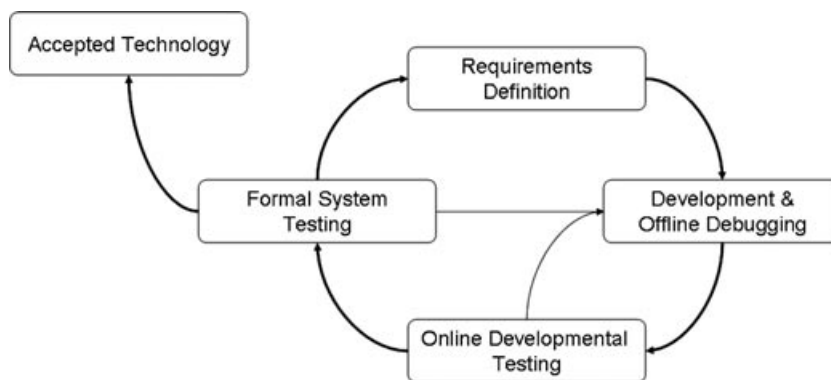 Accepted Technology
Requirements
Definition
Formal System
Testing
Development &
Offline Debugging
Online Developmental
Testing